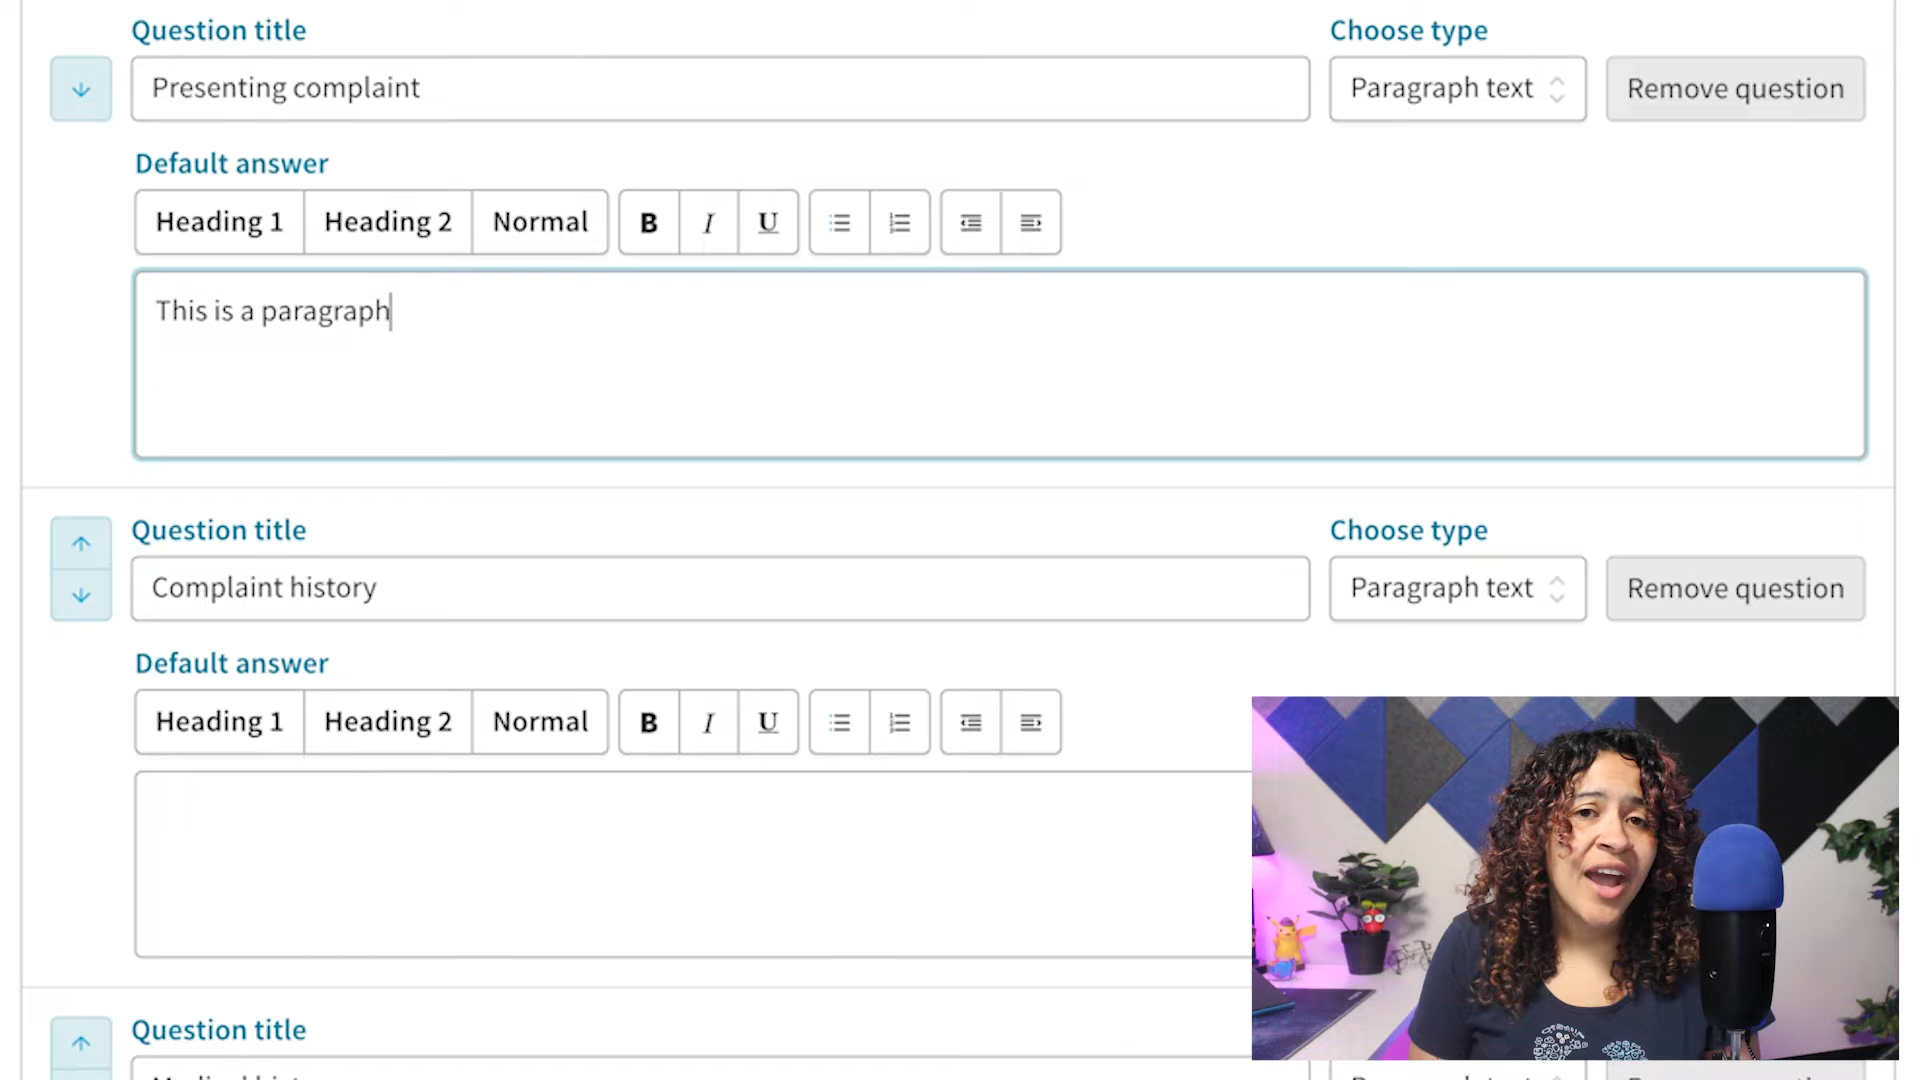 Question title
Choose type
Presenting complaint
Paragraph text
Remove question
Default answer
Heading 1 Heading 2 Normal B I U
This is a paragraph
Question title
Choose type
Complaint history
Paragraph text
Remove question
Default answer
Heading 1 Heading 2 Normal B I U
Question title